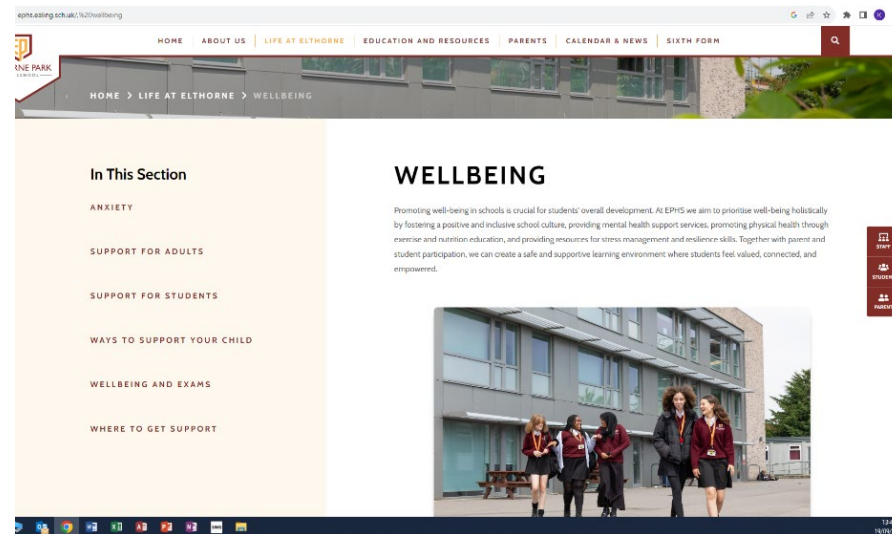 ephs.ealing.sch.uk/.%20wellbeing
HOME ABOUT US LIFE AT ELTHORNE EDUCATION AND RESOURCES PARENTS CALENDAR & NEWS SIXTH FORM
RNE PARK
SCHOOL
HOME > LIFE AT ELTHORNE > WELLBEING
In This Section
ANXIETY
SUPPORT FOR ADULTS
SUPPORT FOR STUDENTS
WAYS TO SUPPORT YOUR CHILD
WELLBEING AND EXAMS
WHERE TO GET SUPPORT
WELLBEING
Promoting well-being in schools is crucial for students' overall development. At EPHS we aim to prioritise well-being holistically
by fostering a positive and inclusive school culture, providing mental health support services, promoting physical health through
exercise and nutrition education, and providing resources for stress management and resilience skills. Together with parent and
student participation, we can create a safe and supportive learning environment where students feel valued, connected, and
empowered.
STAFF
STUDEN
PARENT